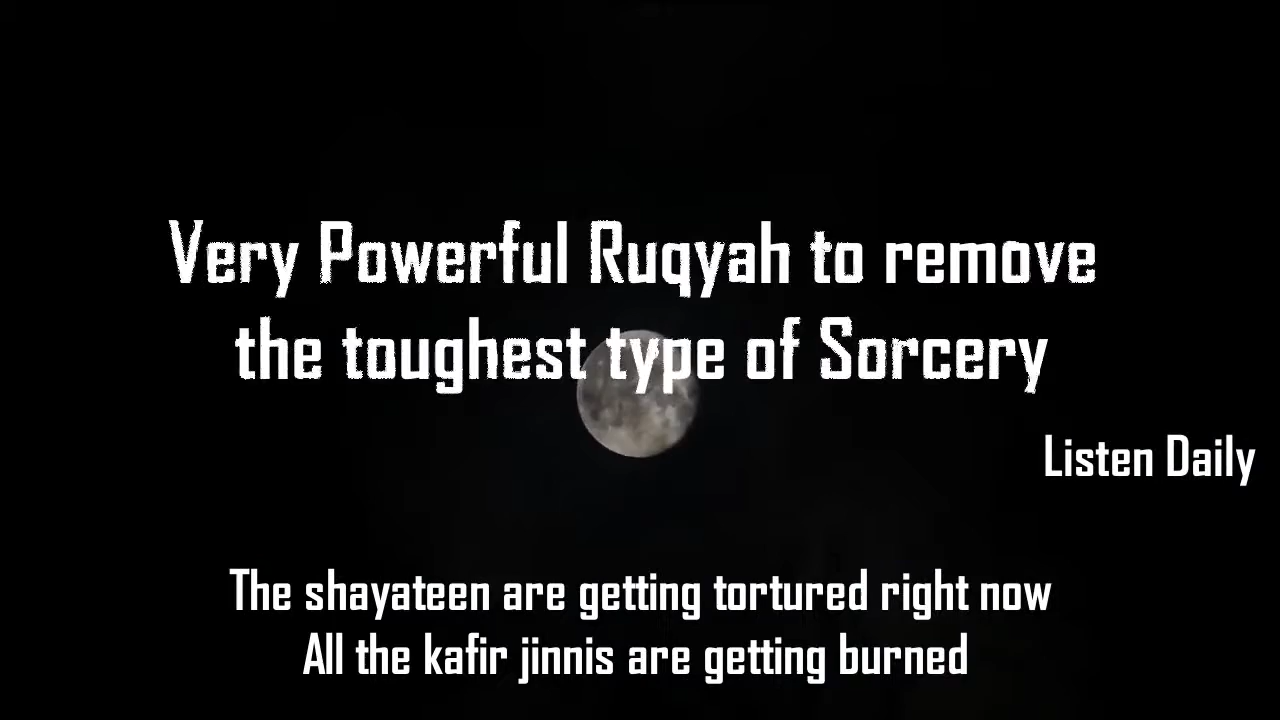 Very Powerful Ruqyah to remove
the toughest type of Sorcery
Listen Daily
The shayateen are getting tortured right now
All the kafir jinnis are getting burned